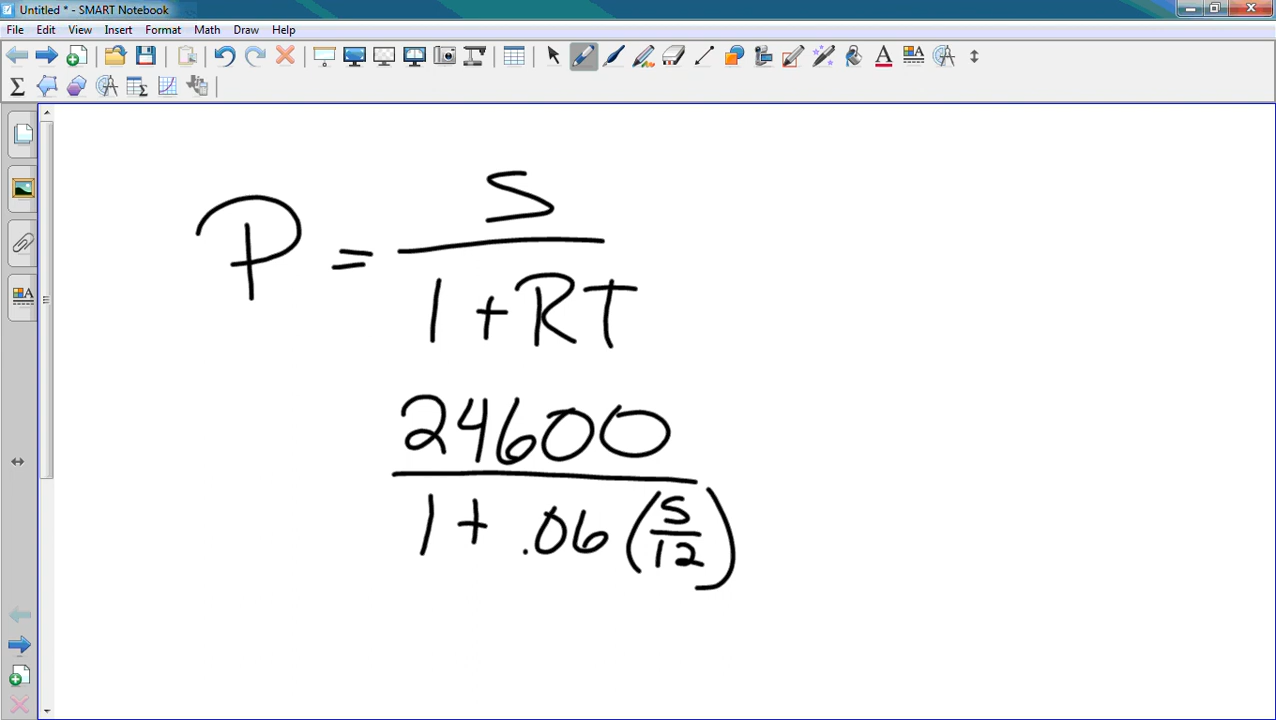 Untitled * - SMART Notebook
File Edit View Insert Format Math Draw Help
P = S / 1 + RT
24600 / 1 + .06 (5/12)